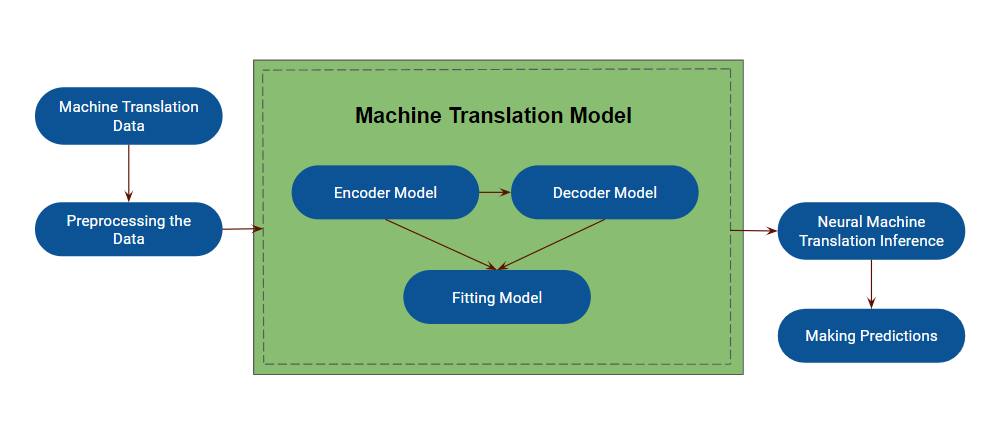 Machine Translation
Data
Preprocessing the
Data
Machine Translation Model
Encoder Model
Decoder Model
Fitting Model
Neural Machine
Translation Inference
Making Predictions